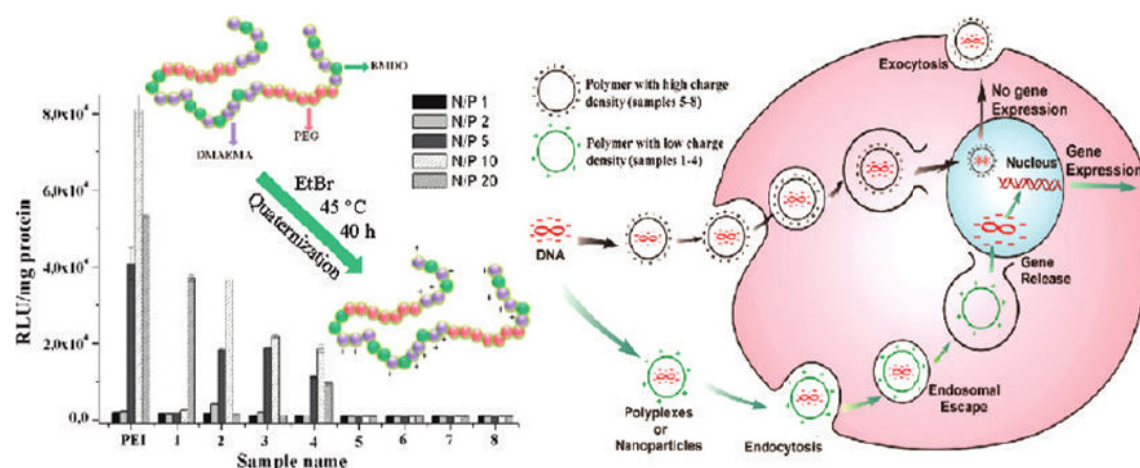 BMDO
PEG
DMAEMA
EtBr
45 °C
40 h
Quaternization
N/P 1
N/P 2
N/P 5
N/P 10
N/P 20
RLU/mg protein
8,0x10⁴
6,0x10⁴
4,0x10⁴
2,0x10⁴
0,0
PEI 1 2 3 4 5 6 7 8
Sample name
Polymer with high charge
density (samples 5-8)
Polymer with low charge
density (samples 1-4)
DNA
Polyplexes
or
Nanoparticles
Endocytosis
Endosomal
Escape
Gene
Release
Nucleus
Gene
Expression
No gene
Expression
Exocytosis